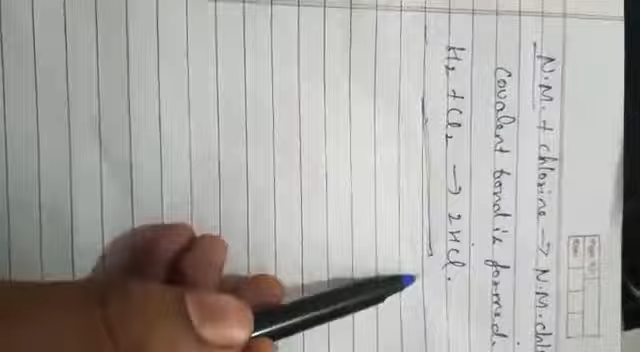 N.M. + chlorine → N.M. chl
Covalent bond is formed.
H₂ + Cl₂ → 2HCl.